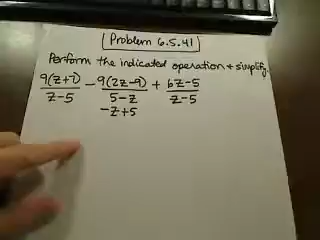 Problem 6.5.41
Perform the indicated operation + simplify.
9(z+7)/z-5 - 9(2z-9)/5-z + 6z-5/z-5
-z+5